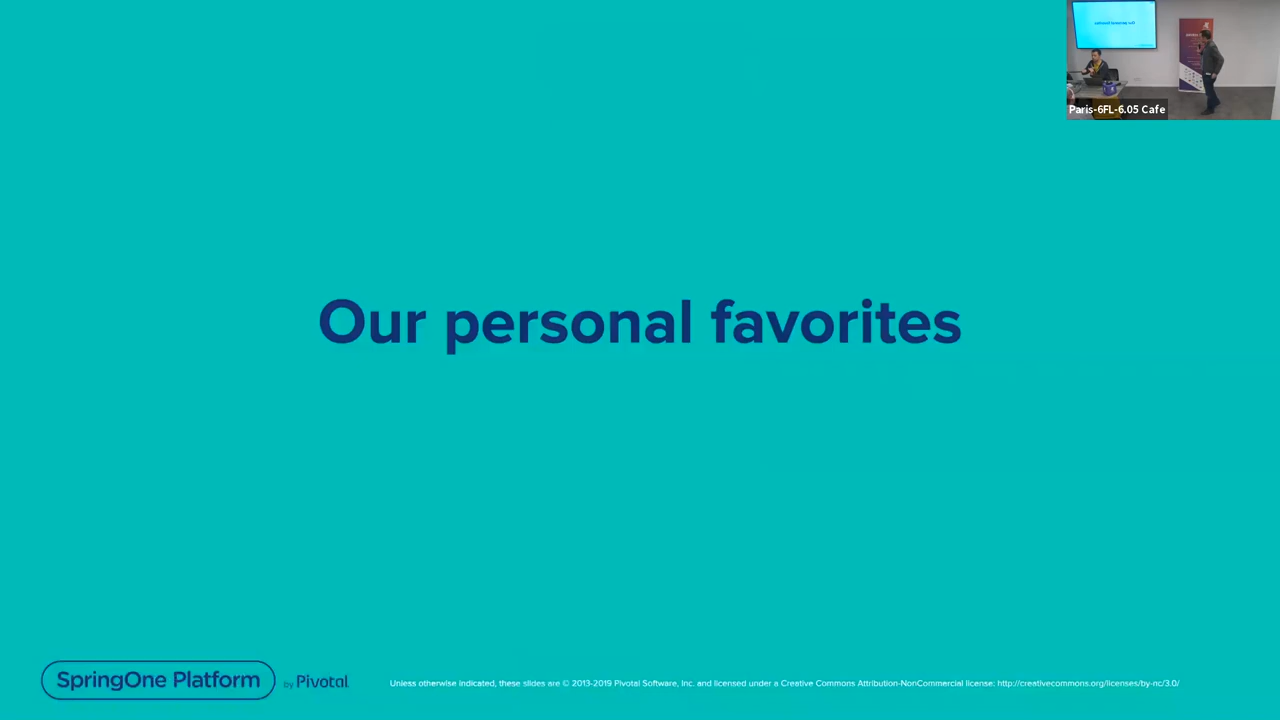 Paris-6FL-6.05 Cafe
Our personal favorites
SpringOne Platform
by Pivotal
Unless otherwise indicated, these slides are © 2013-2019 Pivotal Software, Inc. and licensed under a Creative Commons Attribution-NonCommercial license: http://creativecommons.org/licenses/by-nc/3.0/